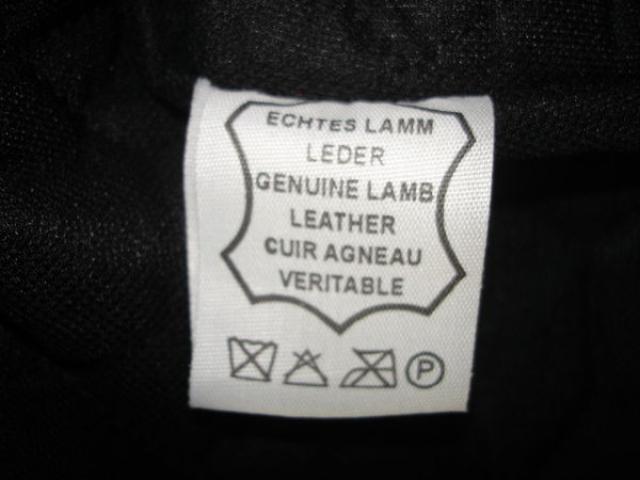 ECHTES LAMM
LEDER
GENUINE LAMB
LEATHER
CUIR AGNEAU
VERITABLE
P